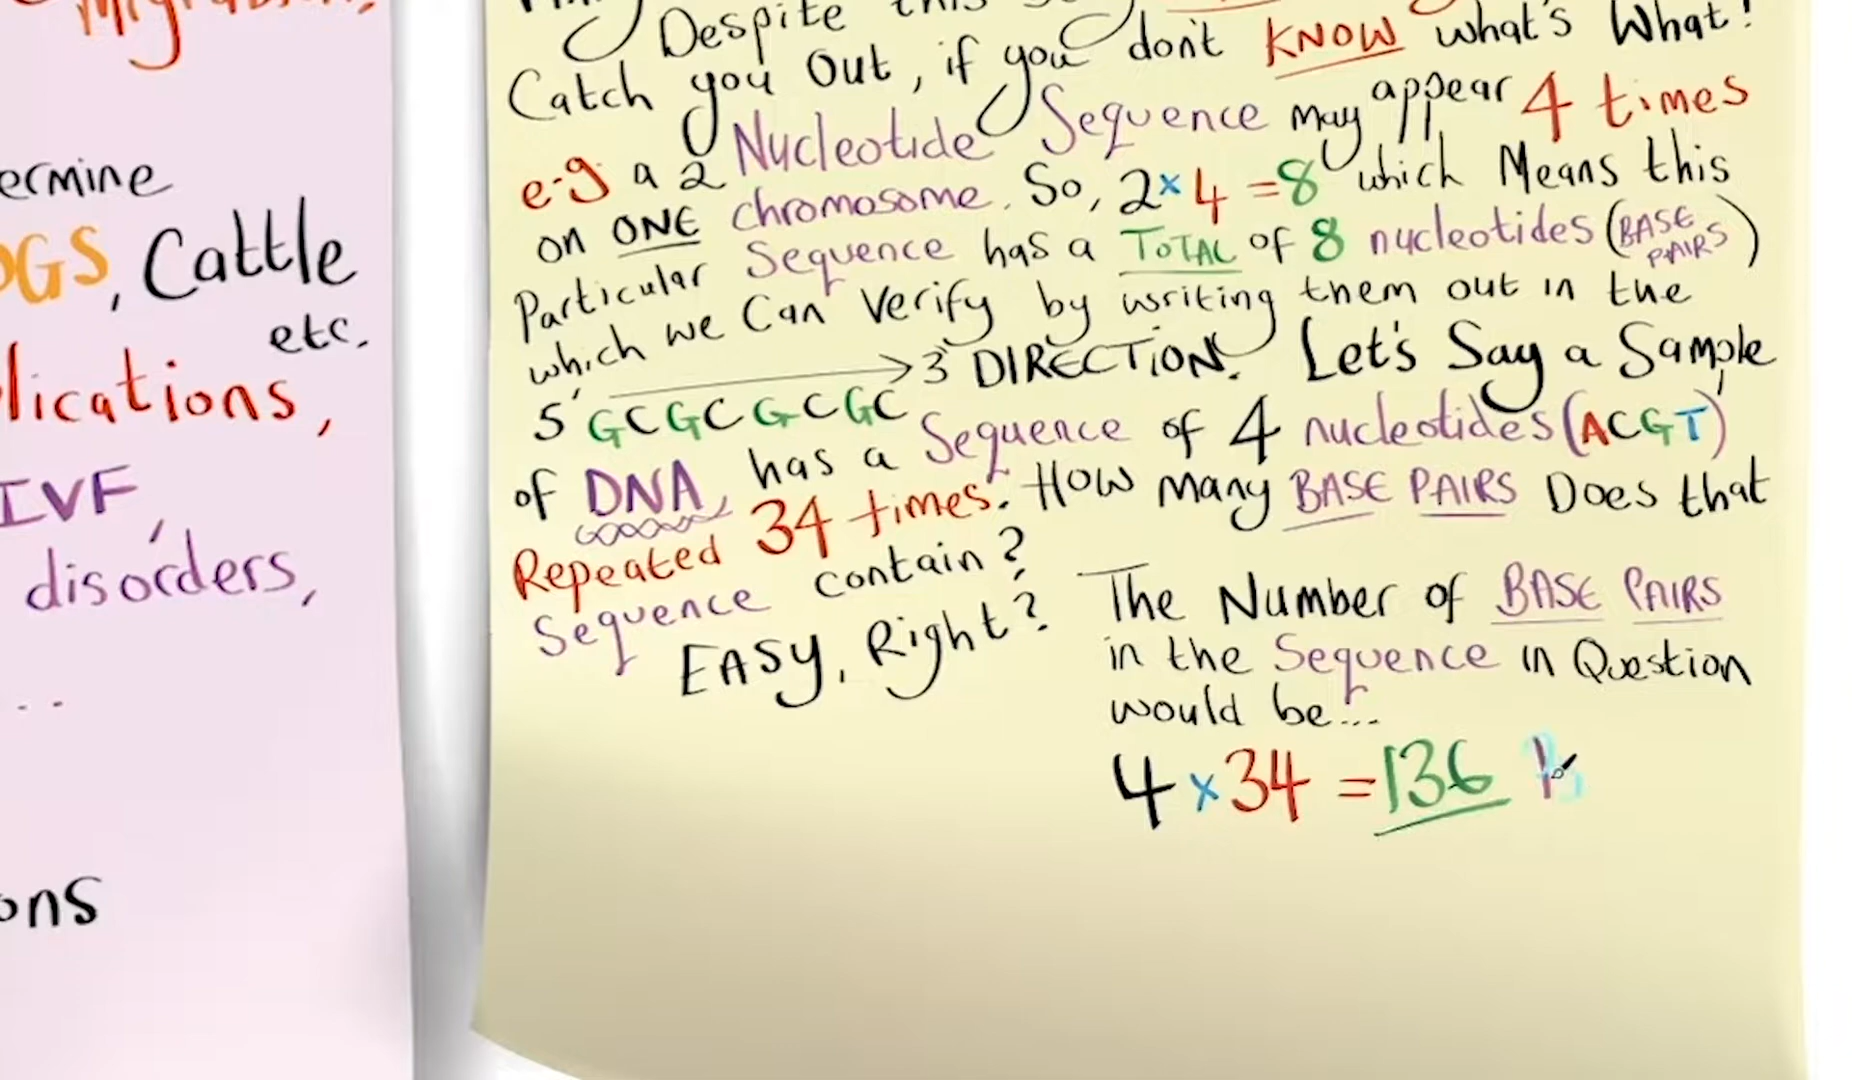 Migration,
ermine
OGS, Cattle
etc.
lications,
IVF,
disorders,
...
ons
Despite this
Catch you Out, if you don't KNOW what's What!
e-g a 2 Nucleotide Sequence may appear 4 times
on ONE chromosome. So, 2 × 4 = 8 which Means this
Particular Sequence has a TOTAL of 8 nucleotides (BASE PAIRS)
which we Can Verify by writing them out in the
5' GCGCGCGC 3' DIRECTION. Let's Say a Sample
of DNA, has a Sequence of 4 nucleotides (ACGT)
Repeated 34 times. How many BASE PAIRS Does that
Sequence contain?
EASY, Right?
The Number of BASE PAIRS
in the Sequence in Question
would be...
4 × 34 = 136